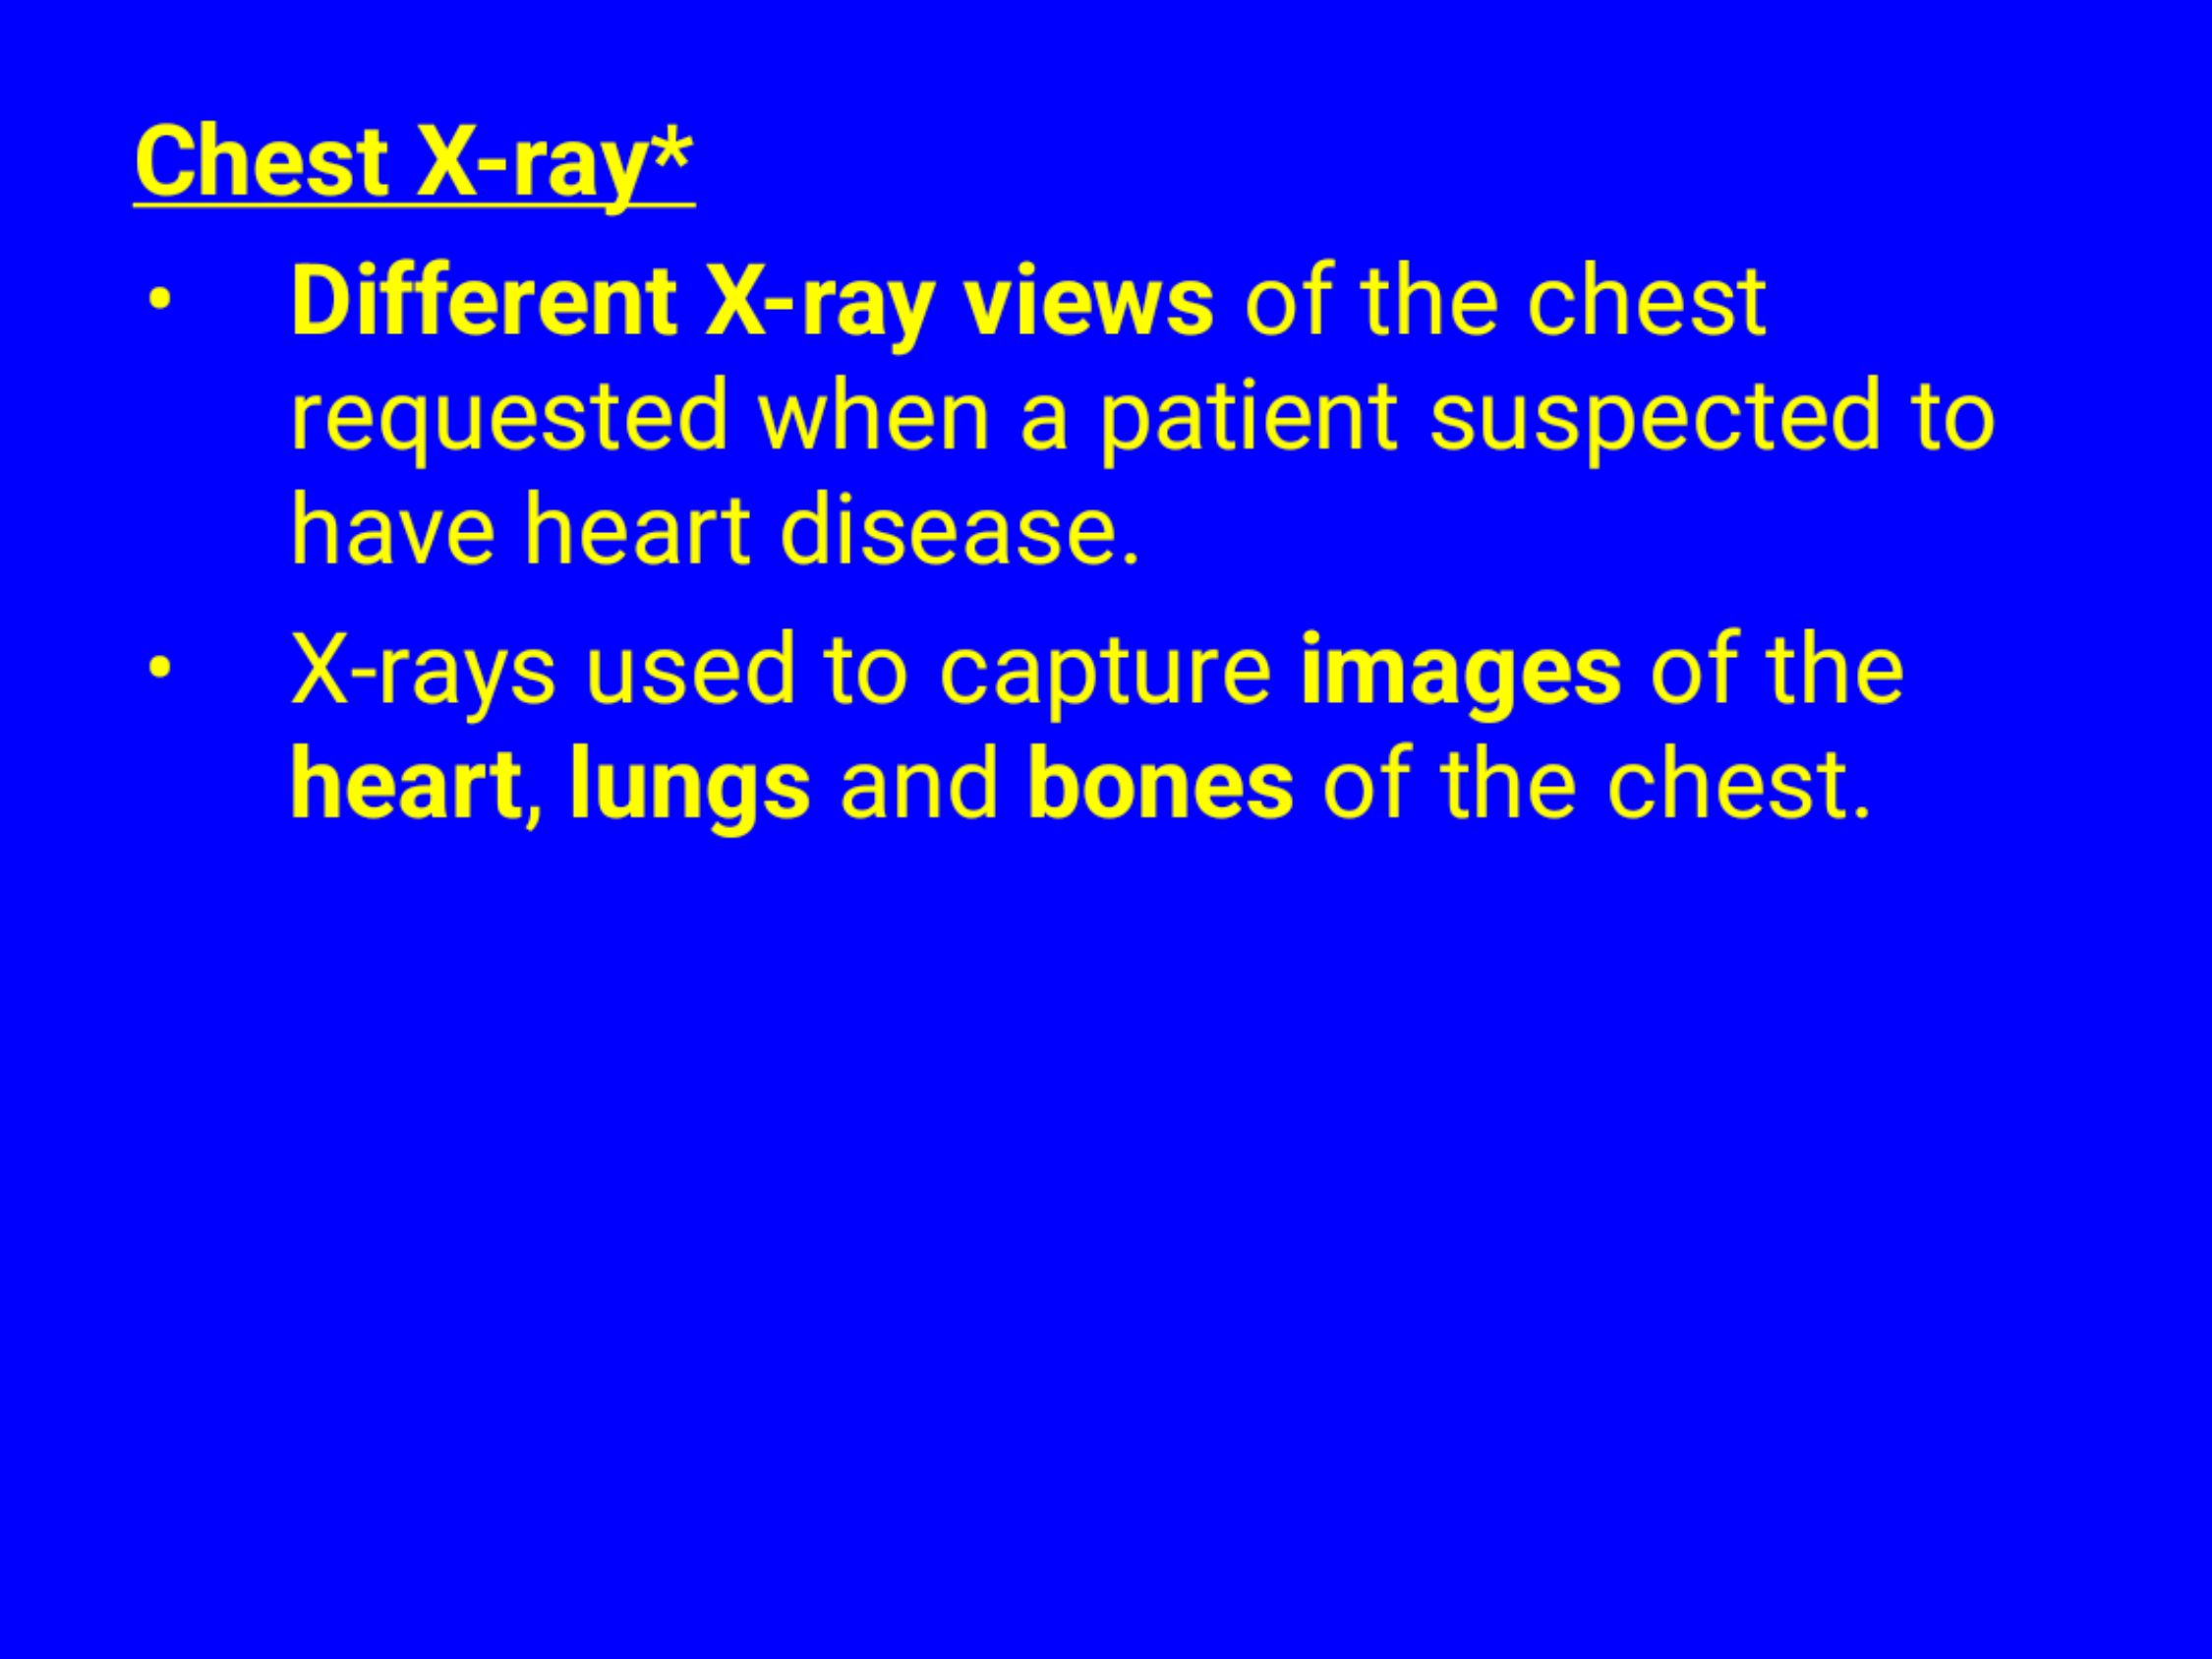 Chest X-ray*
• Different X-ray views of the chest
requested when a patient suspected to
have heart disease.
• X-rays used to capture images of the
heart, lungs and bones of the chest.